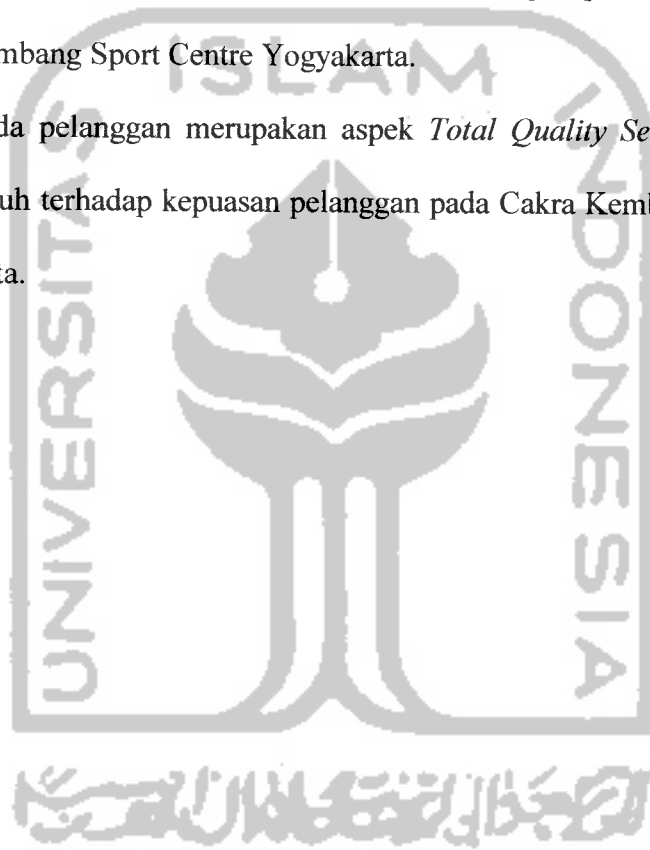 mbang Sport Centre Yogyakarta.
da pelanggan merupakan aspek Total Quality Se
uh terhadap kepuasan pelanggan pada Cakra Kemb
ta.
ISLAM
UNIVERSITAS
INDONESIA